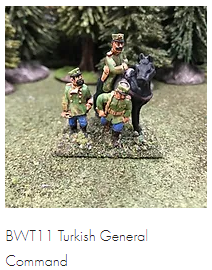 BWT11 Turkish General
Command